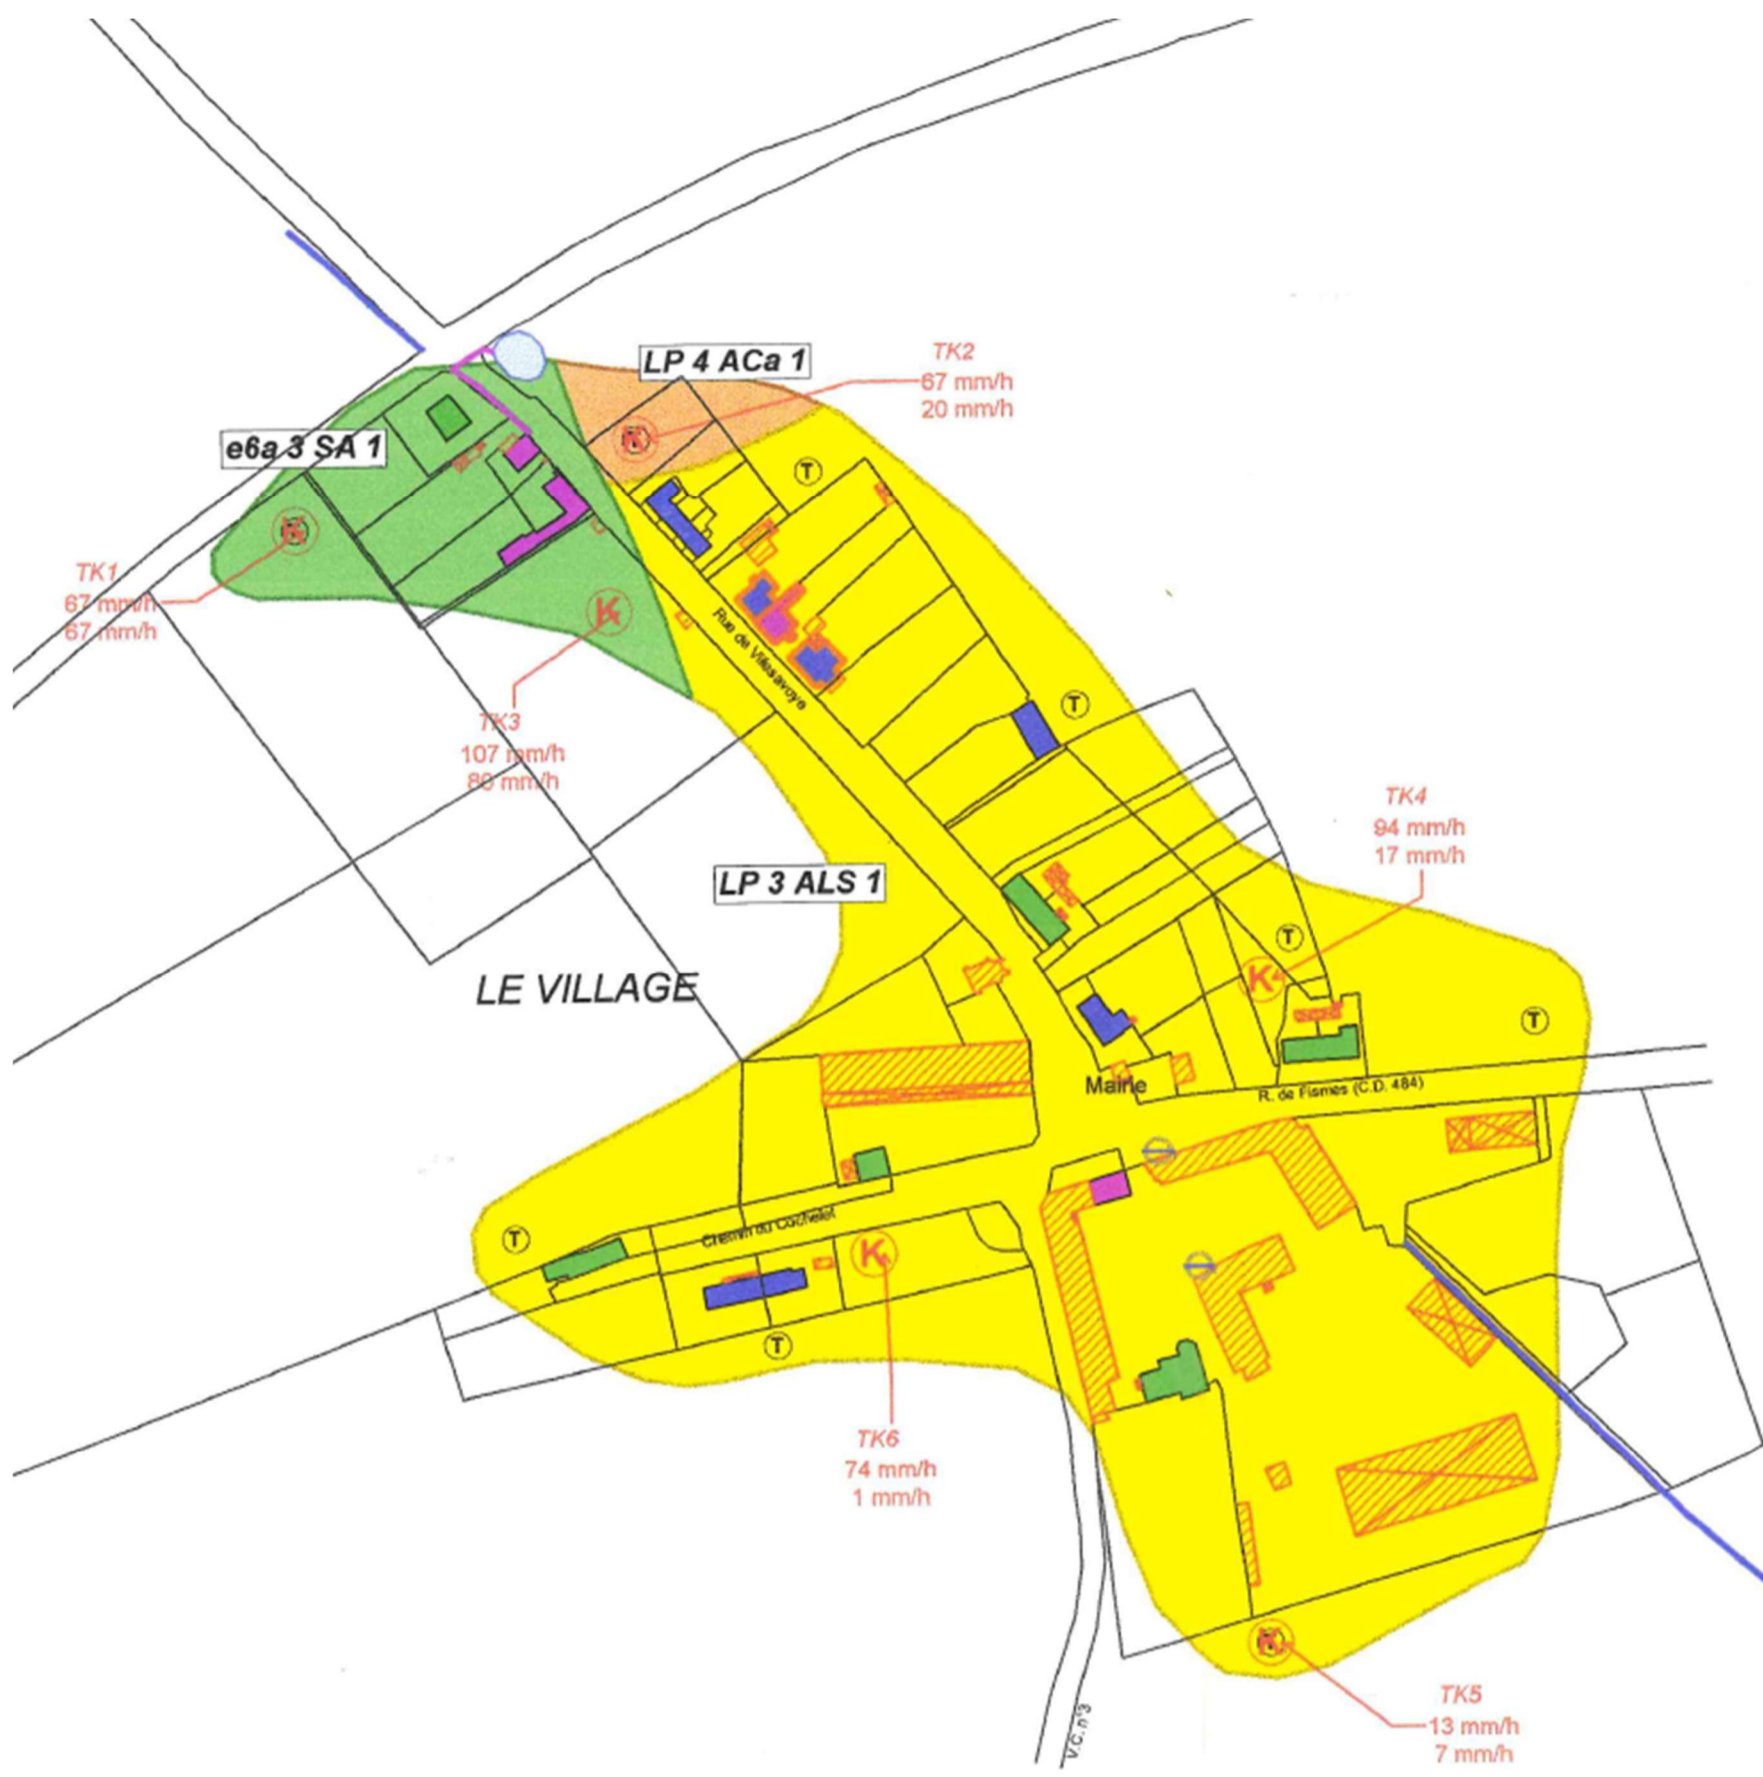 LP 4 ACa 1
TK2
67 mm/h
20 mm/h
e6a 3 SA 1
K
T
K
TK1
67 mm/h
67 mm/h
K
Rue de Villesavoye
TK3
107 mm/h
80 mm/h
T
TK4
94 mm/h
17 mm/h
LP 3 ALS 1
T
LE VILLAGE
K
T
Mairie
R. de Fismes (C.D. 484)
Chemin du Cochelet
T
K
T
TK6
74 mm/h
1 mm/h
K
TK5
13 mm/h
7 mm/h
V.C. n°3